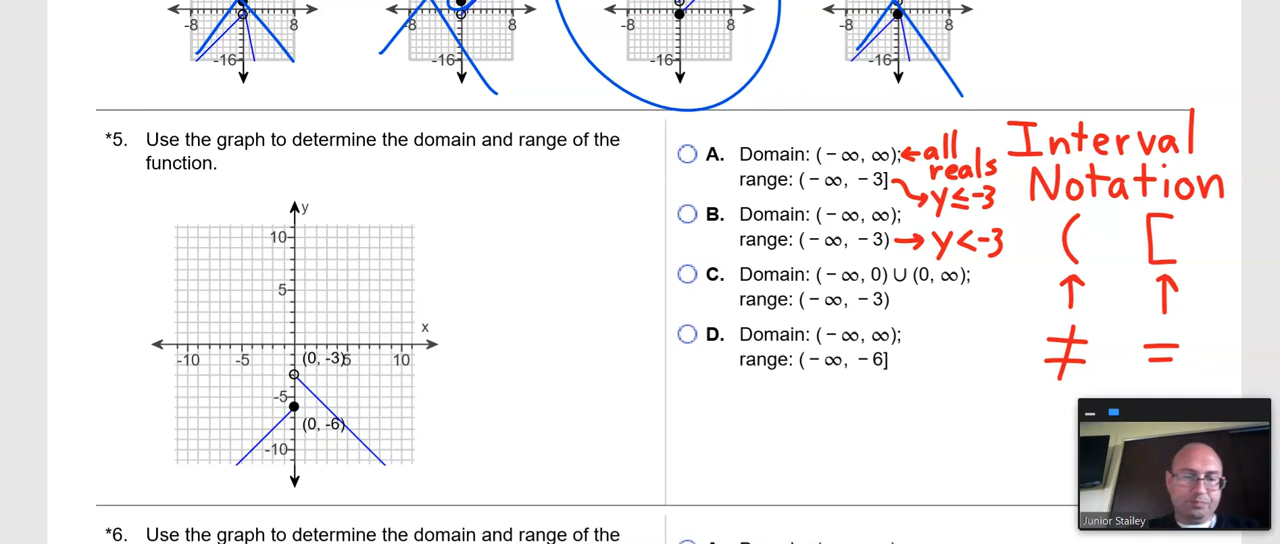 -8 8 -8 8 -8 8 -8 8
-16 -16 -16 -16
*5. Use the graph to determine the domain and range of the
function.
y
10
5
x
-10 -5 5 10
(0, -3)
-5
(0, -6)
-10
A. Domain: (− ∞, ∞);
range: (− ∞, − 3]
B. Domain: (− ∞, ∞);
range: (− ∞, − 3)
C. Domain: (− ∞, 0) ∪ (0, ∞);
range: (− ∞, − 3)
D. Domain: (− ∞, ∞);
range: (− ∞, − 6]
←all
reals
↘y≤-3
→ y<-3
Interval
Notation
( [
↑ ↑
≠ =
Junior Stailey
*6. Use the graph to determine the domain and range of the